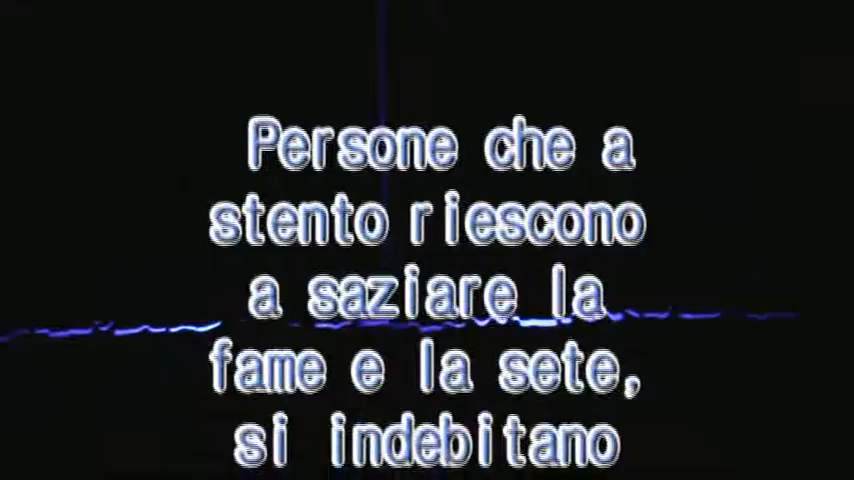 Persone che a
stento riescono
a saziare la
fame e la sete,
si indebitano